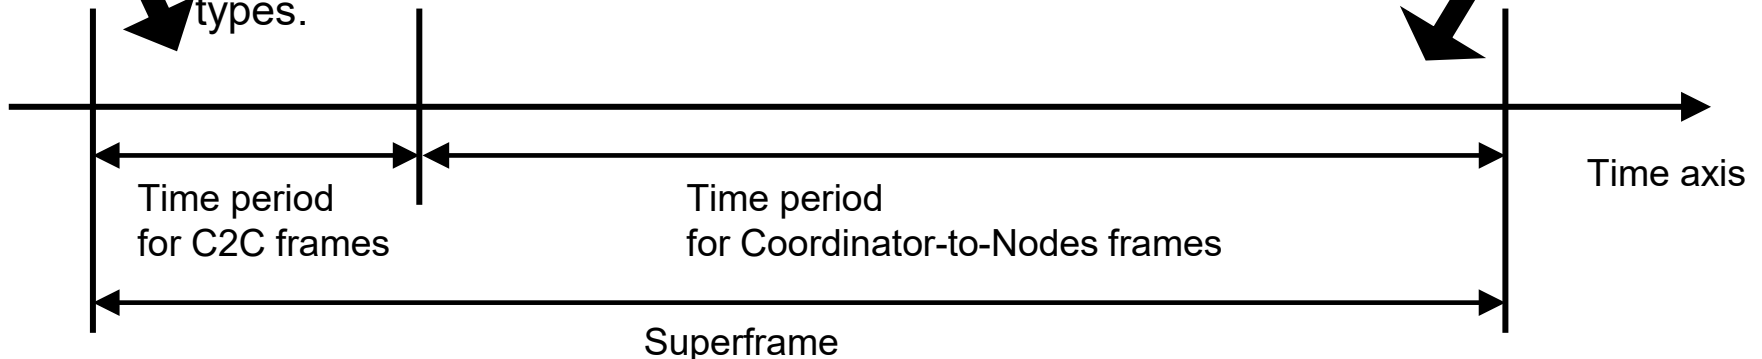 types.
Time axis
Time period
for C2C frames
Time period
for Coordinator-to-Nodes frames
Superframe